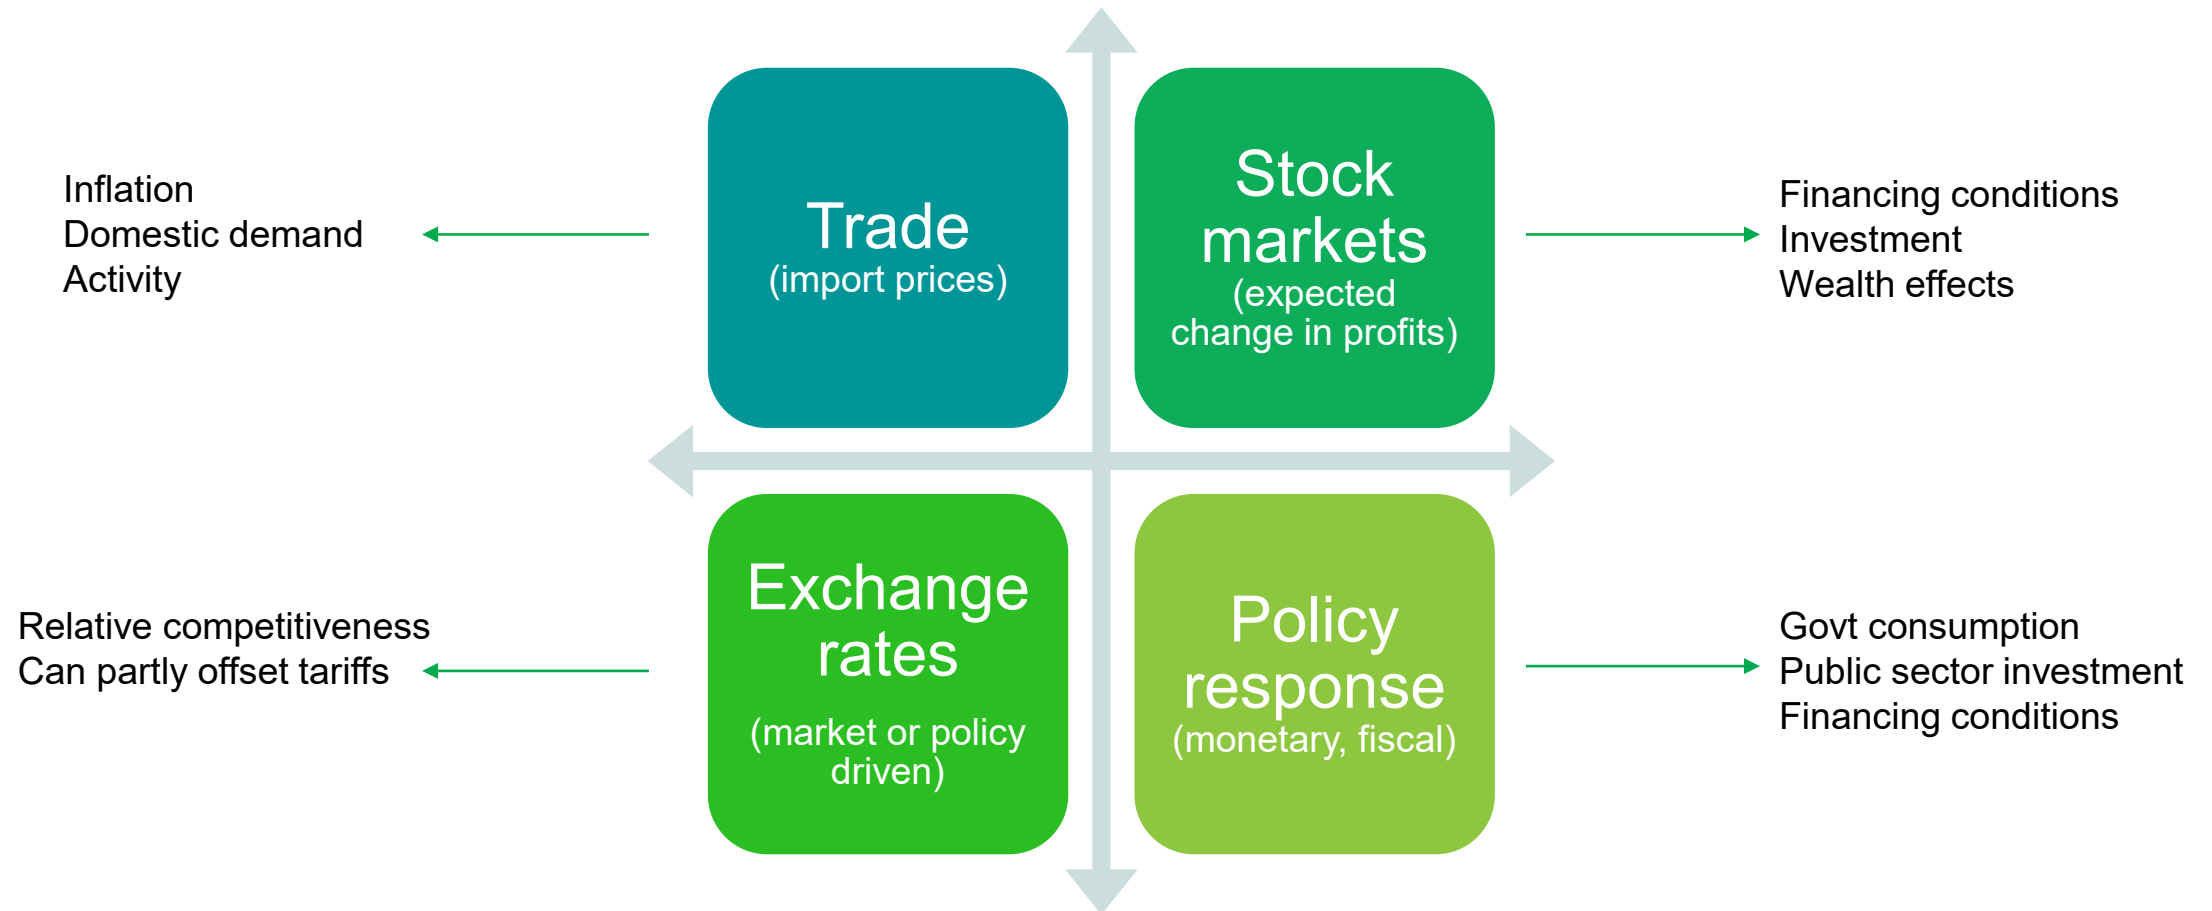 Inflation
Domestic demand
Activity
Trade
(import prices)
Stock
markets
(expected
change in profits)
Financing conditions
Investment
Wealth effects
Relative competitiveness
Can partly offset tariffs
Exchange
rates
(market or policy
driven)
Policy
response
(monetary, fiscal)
Govt consumption
Public sector investment
Financing conditions